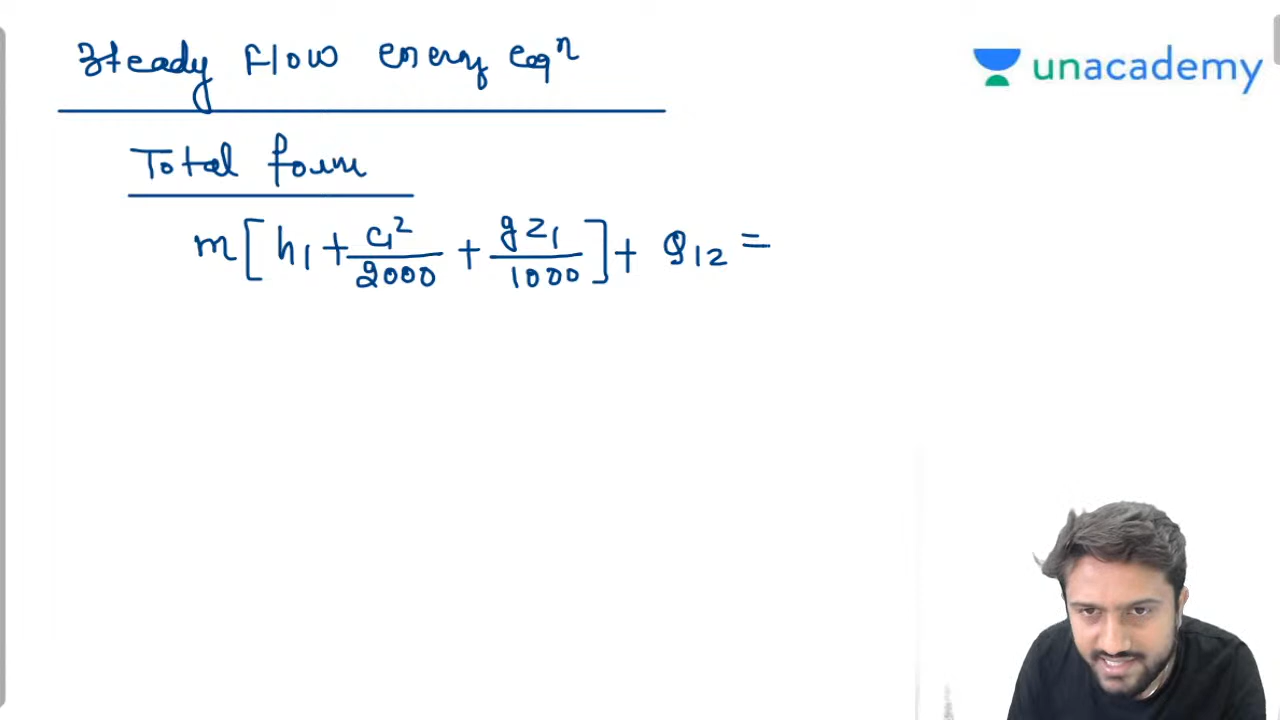 Steady Flow energy eqⁿ
unacademy
Total form
m[h₁ + c₁²/2000 + gz₁/1000] + Q₁₂ =